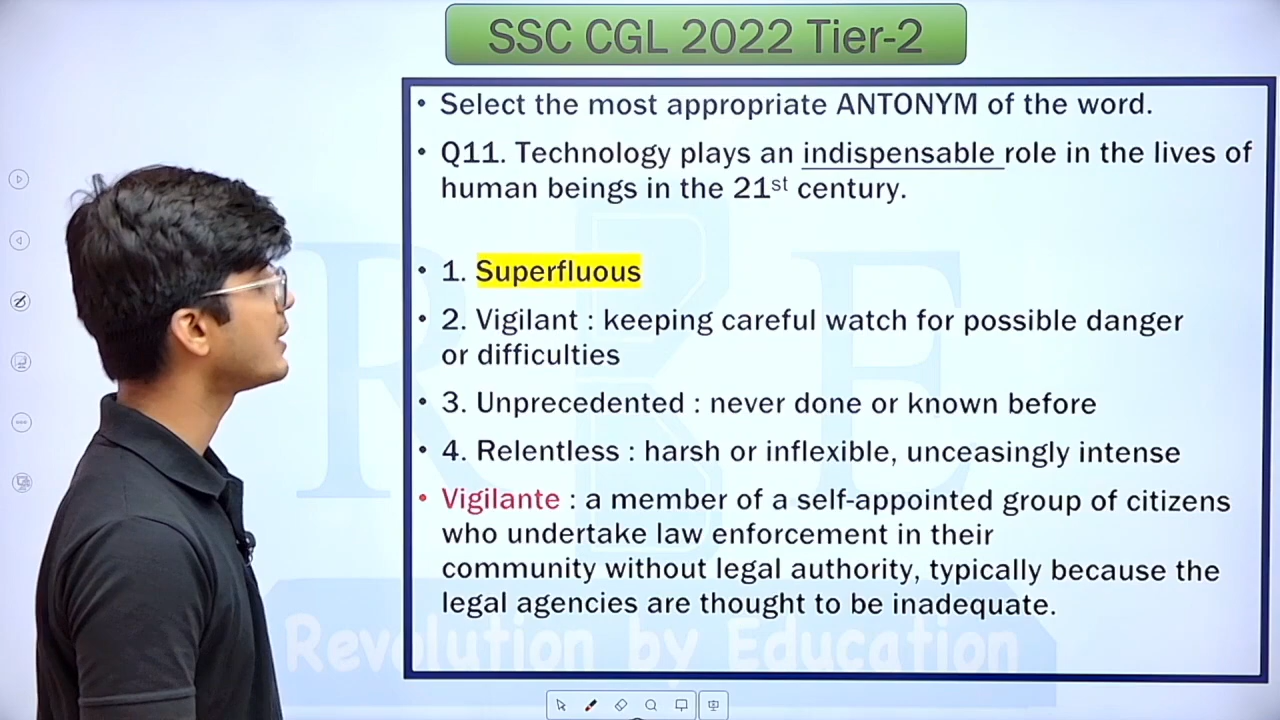 SSC CGL 2022 Tier-2
• Select the most appropriate ANTONYM of the word.
• Q11. Technology plays an indispensable role in the lives of
human beings in the 21st century.
• 1. Superfluous
• 2. Vigilant : keeping careful watch for possible danger
or difficulties
• 3. Unprecedented : never done or known before
• 4. Relentless : harsh or inflexible, unceasingly intense
• Vigilante : a member of a self-appointed group of citizens
who undertake law enforcement in their
community without legal authority, typically because the
legal agencies are thought to be inadequate.
RBE
Revolution by Education